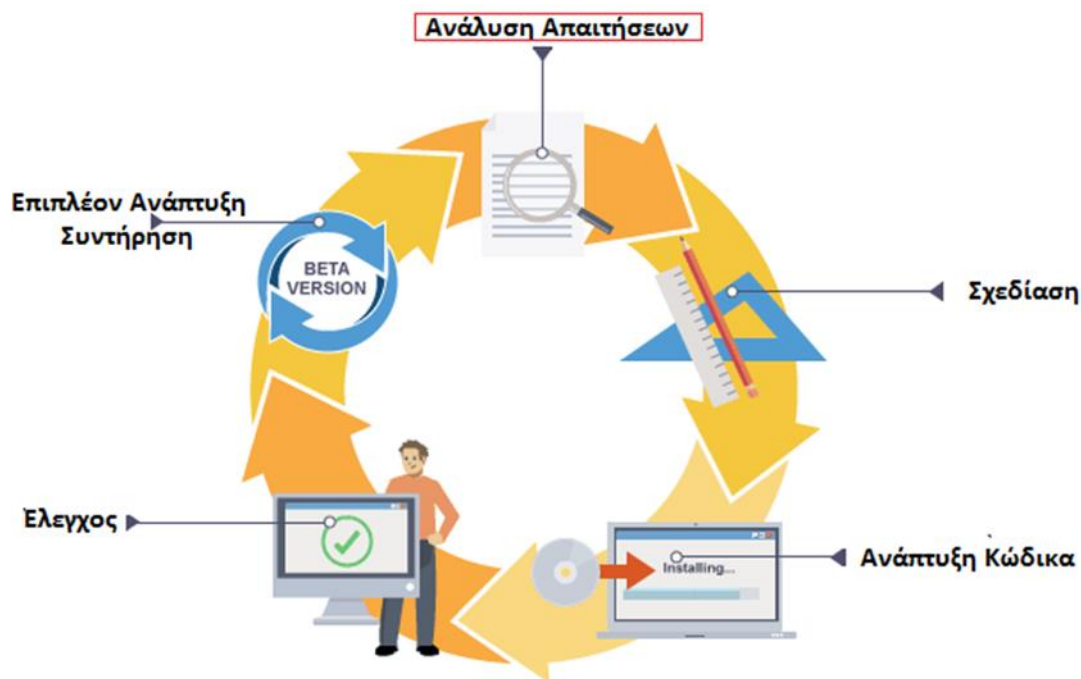 Ανάλυση Απαιτήσεων
Επιπλέον Ανάπτυξη
Συντήρηση
BETA
VERSION
Σχεδίαση
Έλεγχος
Installing...
Ανάπτυξη Κώδικα